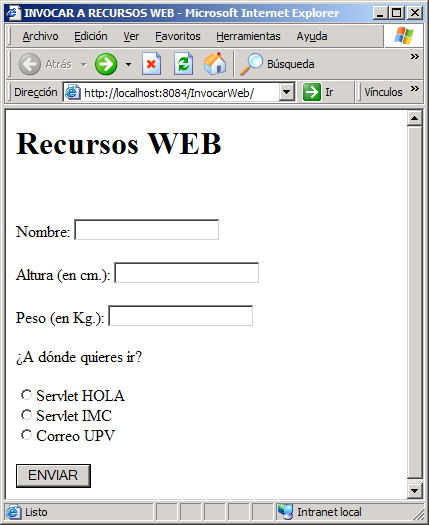 INVOCAR A RECURSOS WEB - Microsoft Internet Explorer
Archivo Edición Ver Favoritos Herramientas Ayuda »
Atrás Búsqueda »
Dirección http://localhost:8084/InvocarWeb/ Ir Vínculos »
Recursos WEB
Nombre:
Altura (en cm.):
Peso (en Kg.):
¿A dónde quieres ir?
Servlet HOLA
Servlet IMC
Correo UPV
ENVIAR
Listo Intranet local